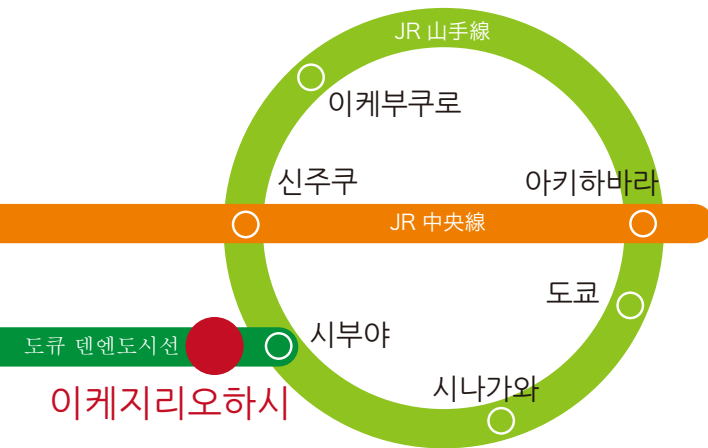 JR 山手線
이케부쿠로
신주쿠
아키하바라
JR 中央線
도쿄
도큐 덴엔도시선
시부야
이케지리오하시
시나가와